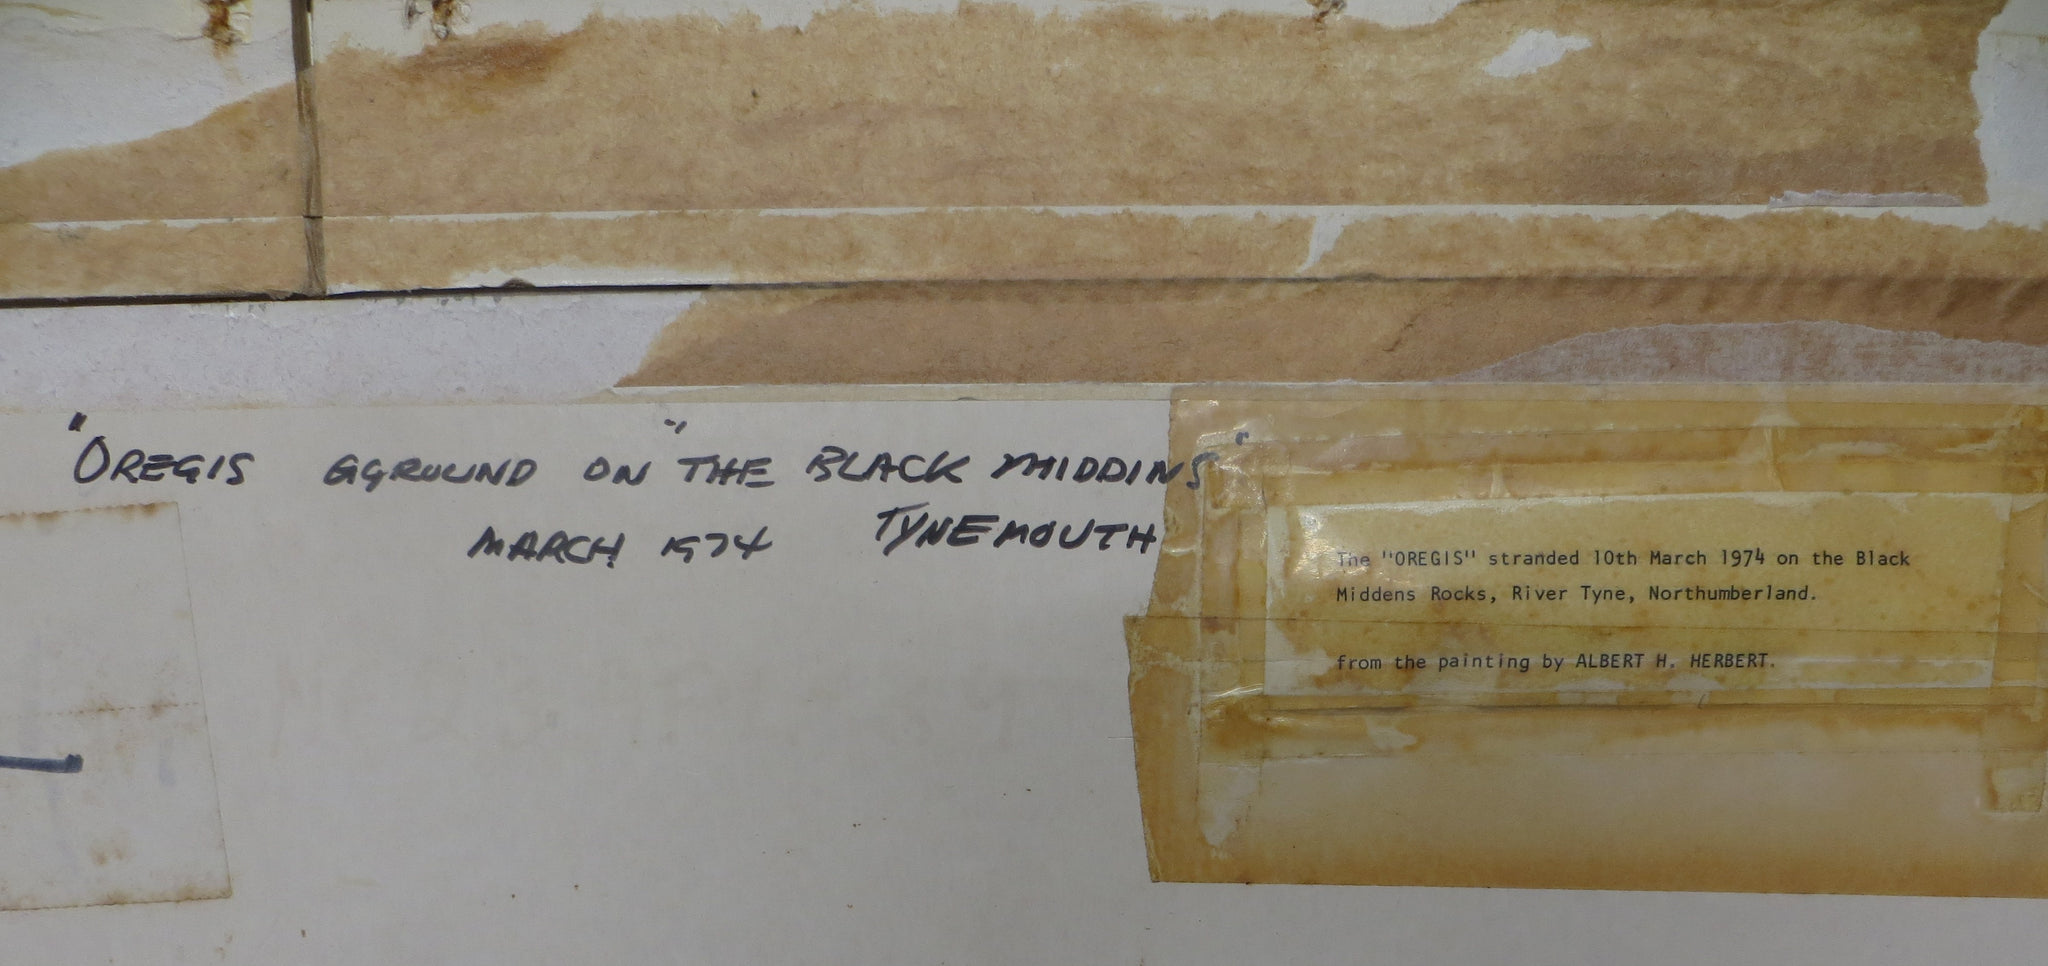 "OREGIS GGROUND ON "THE BLACK MIDDINS"
MARCH 1974 TYNEMOUTH
The "OREGIS" stranded 10th March 1974 on the Black
Middens Rocks, River Tyne, Northumberland.
from the painting by ALBERT H. HERBERT.